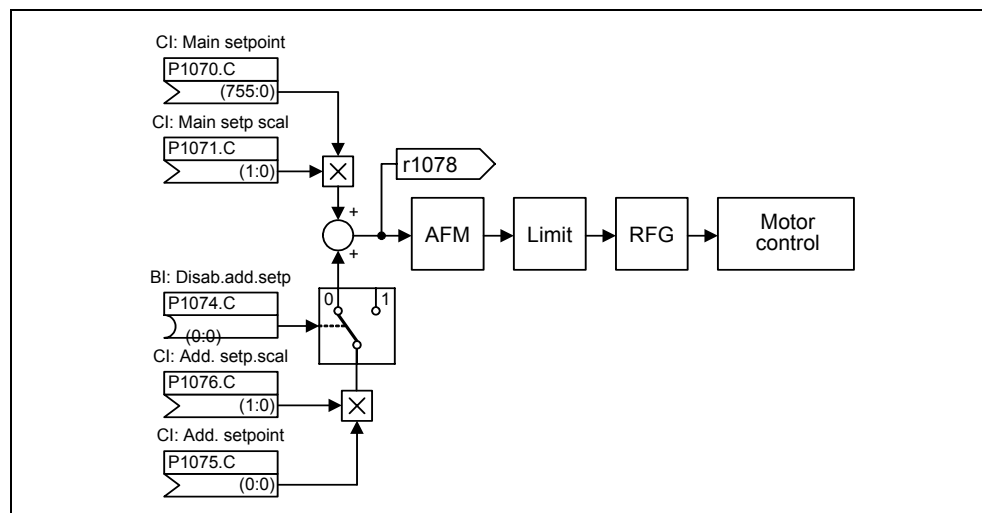 CI: Main setpoint
P1070.C
(755:0)
CI: Main setp scal
P1071.C
(1:0)
r1078
+
+
AFM
Limit
RFG
Motor
control
BI: Disab.add.setp
P1074.C
(0:0)
0
1
CI: Add. setp.scal
P1076.C
(1:0)
CI: Add. setpoint
P1075.C
(0:0)